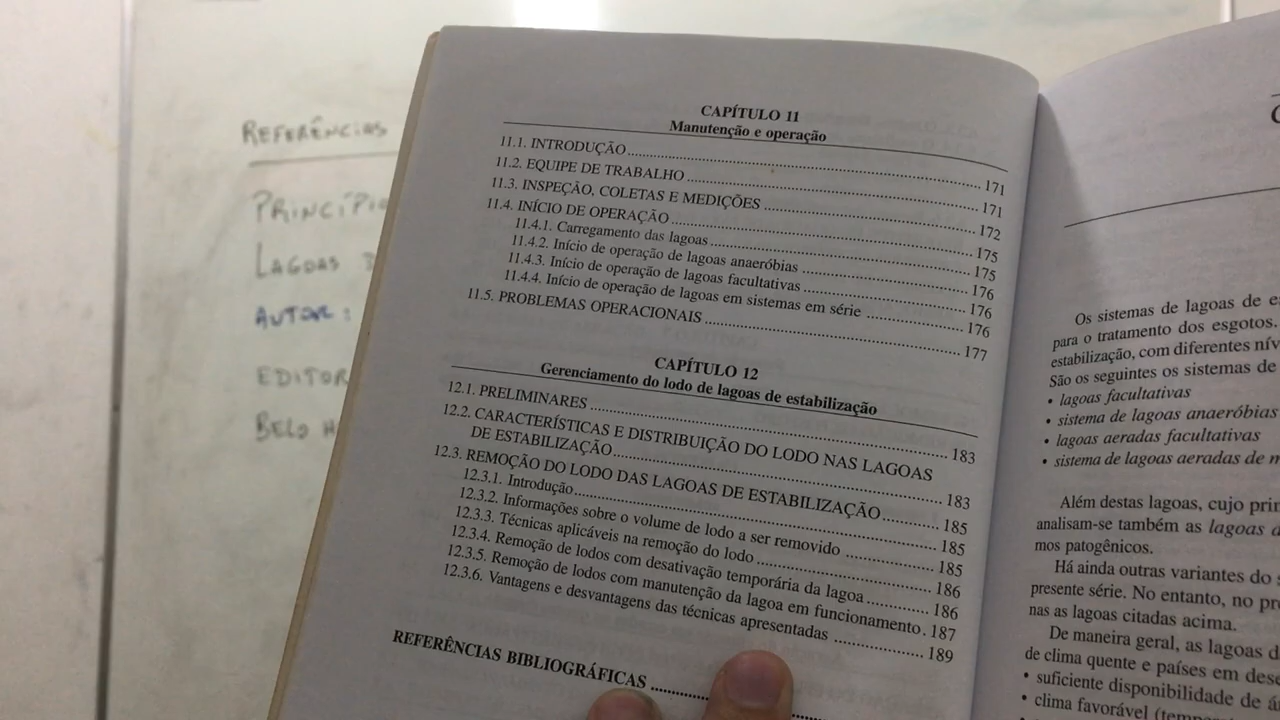 REFERÊNCIAS
LAGOAS
AUTOR:
CAPÍTULO 11
Manutenção e operação
11.1. INTRODUÇÃO 171
11.2. EQUIPE DE TRABALHO 171
11.3. INSPEÇÃO, COLETAS E MEDIÇÕES 172
11.4. INÍCIO DE OPERAÇÃO 175
11.4.1. Carregamento das lagoas 175
11.4.2. Início de operação de lagoas anaeróbias 176
11.4.3. Início de operação de lagoas facultativas 176
11.4.4. Início de operação de lagoas em sistemas em série 176
11.5. PROBLEMAS OPERACIONAIS 177
CAPÍTULO 12
Gerenciamento do lodo de lagoas de estabilização
12.1. PRELIMINARES 183
12.2. CARACTERÍSTICAS E DISTRIBUIÇÃO DO LODO NAS LAGOAS
DE ESTABILIZAÇÃO 183
12.3. REMOÇÃO DO LODO DAS LAGOAS DE ESTABILIZAÇÃO 185
12.3.1. Introdução 185
12.3.2. Informações sobre o volume de lodo a ser removido 185
12.3.3. Técnicas aplicáveis na remoção do lodo 186
12.3.4. Remoção de lodos com desativação temporária da lagoa 186
12.3.5. Remoção de lodos com manutenção da lagoa em funcionamento. 187
12.3.6. Vantagens e desvantagens das técnicas apresentadas 189
REFERÊNCIAS BIBLIOGRÁFICAS
Os sistemas de lagoas de
para o tratamento dos esgotos.
estabilização, com diferentes
São os seguintes os sistemas de
• lagoas facultativas
• sistema de lagoas anaeróbias
• lagoas aeradas facultativas
• sistema de lagoas aeradas de
Além destas lagoas, cujo
analisam-se também as lagoas
mos patogênicos.
Há ainda outras variantes do
presente série. No entanto, no
nas as lagoas citadas acima.
De maneira geral, as lagoas
de clima quente e países em
• suficiente disponibilidade de
• clima favorável